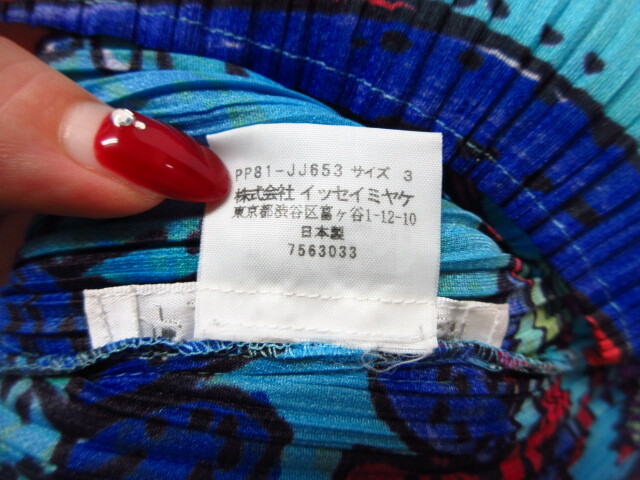 PP81-JJ653 サイズ 3
株式会社 イッセイミヤケ
東京都渋谷区富ヶ谷1-12-10
日本製
7563033